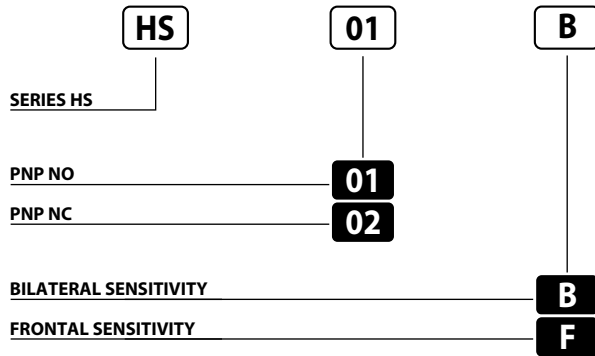 HS 01 B
SERIES HS
PNP NO 01
PNP NC 02
BILATERAL SENSITIVITY B
FRONTAL SENSITIVITY F